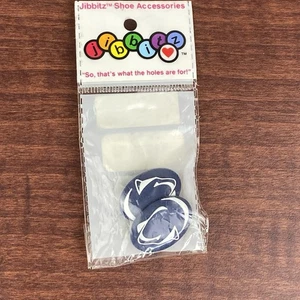 Jibbitz™ Shoe Accessories
jibbitz
"So, that's what the holes are for!"